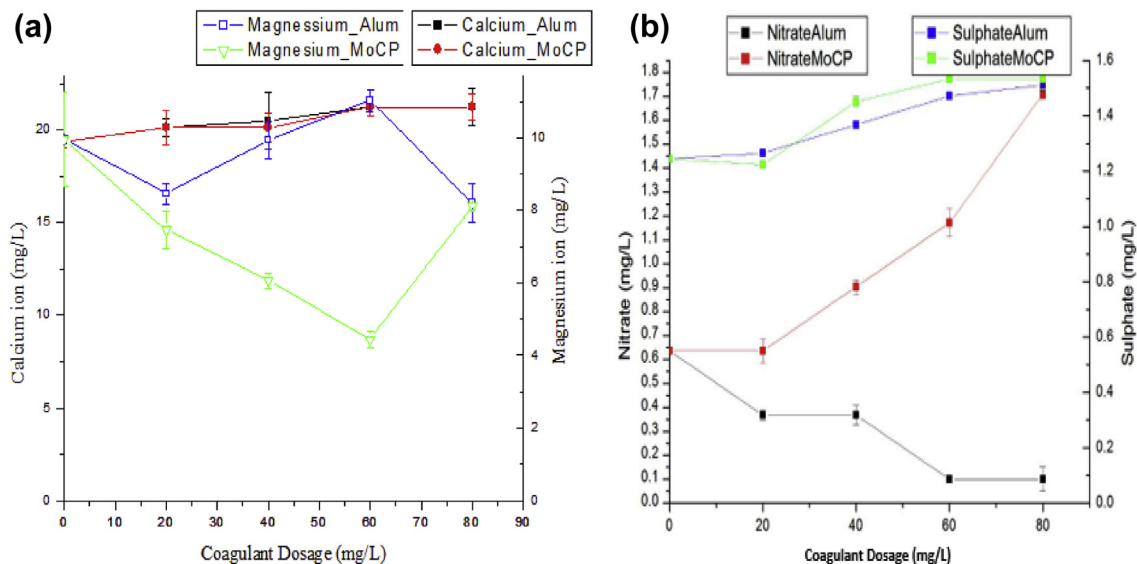 (a)
Magnessium_Alum
Calcium_Alum
Magnesium_MoCP
Calcium_MoCP
20
15
10
5
0
Calcium ion (mg/L)
10
8
6
4
2
0
Magnesium ion (mg/L)
0 10 20 30 40 50 60 70 80 90
Coagulant Dosage (mg/L)
(b)
NitrateAlum
SulphateAlum
NitrateMoCP
SulphateMoCP
1.8
1.7
1.6
1.5
1.4
1.3
1.2
1.1
1.0
0.9
0.8
0.7
0.6
0.5
0.4
0.3
0.2
0.1
0.0
Nitrate (mg/L)
1.6
1.4
1.2
1.0
0.8
0.6
0.4
0.2
0.0
Sulphate (mg/L)
0 20 40 60 80
Coagulant Dosage (mg/L)